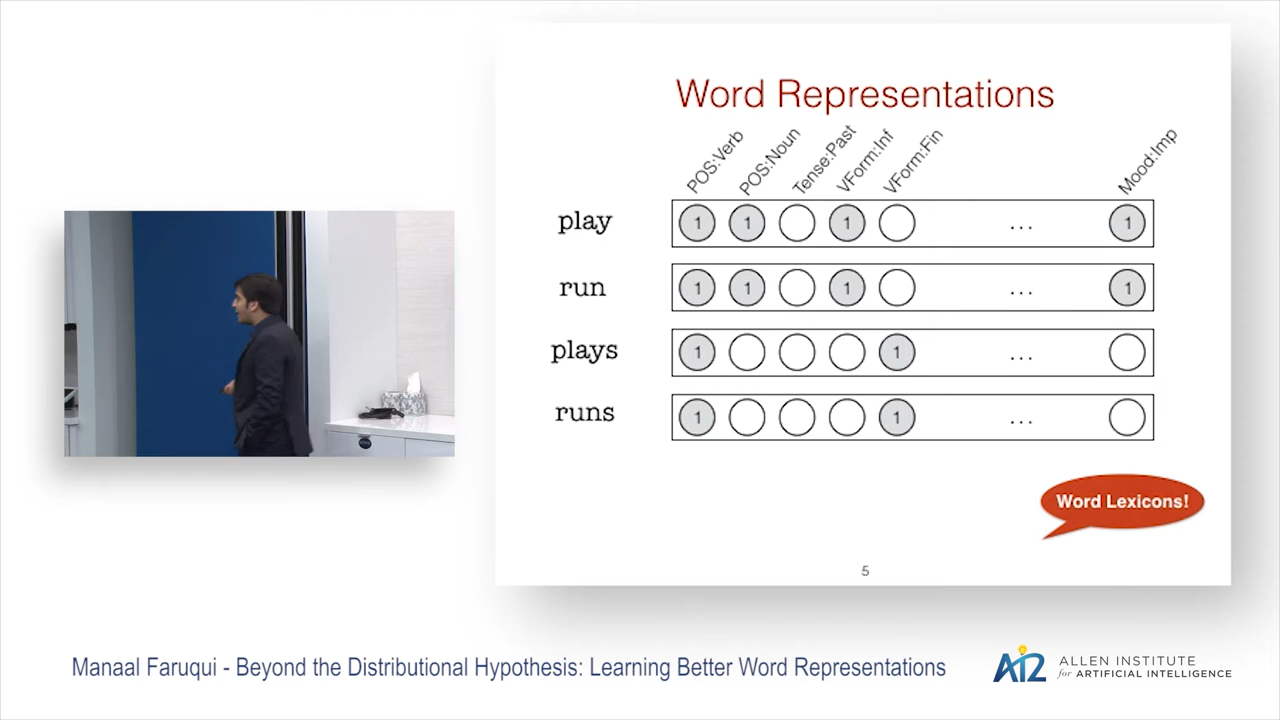 Word Representations
POS:Verb POS:Noun Tense:Past VForm:Inf VForm:Fin Mood:Imp
play 1 1 1 ... 1
run 1 1 1 ... 1
plays 1 1 ...
runs 1 1 ...
Word Lexicons!
5
Manaal Faruqui - Beyond the Distributional Hypothesis: Learning Better Word Representations
AI2 ALLEN INSTITUTE
for ARTIFICIAL INTELLIGENCE